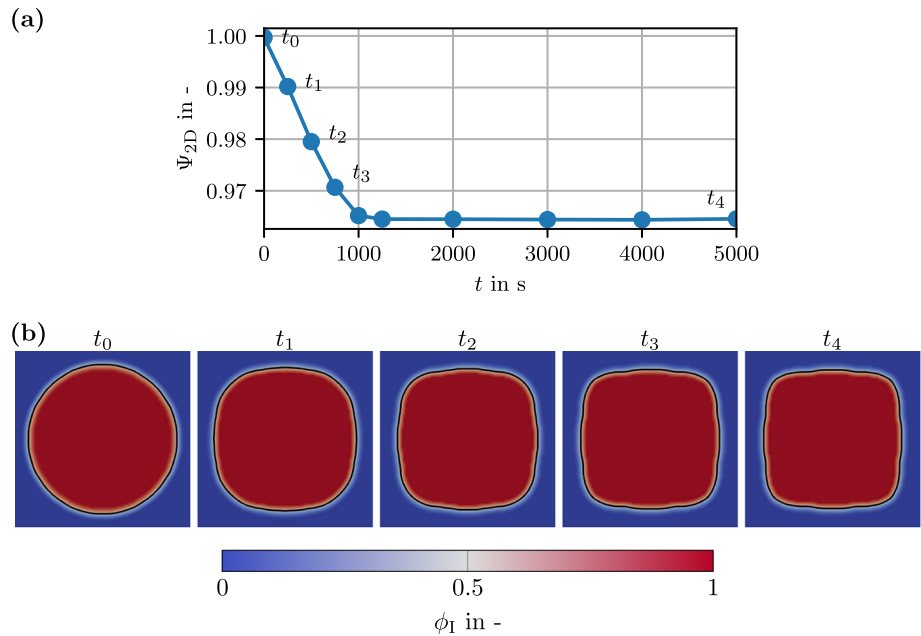 (a)
Ψ2D in -
1.00
0.99
0.98
0.97
t0
t1
t2
t3
t4
0 1000 2000 3000 4000 5000
t in s
(b)
t0 t1 t2 t3 t4
0 0.5 1
ϕI in -